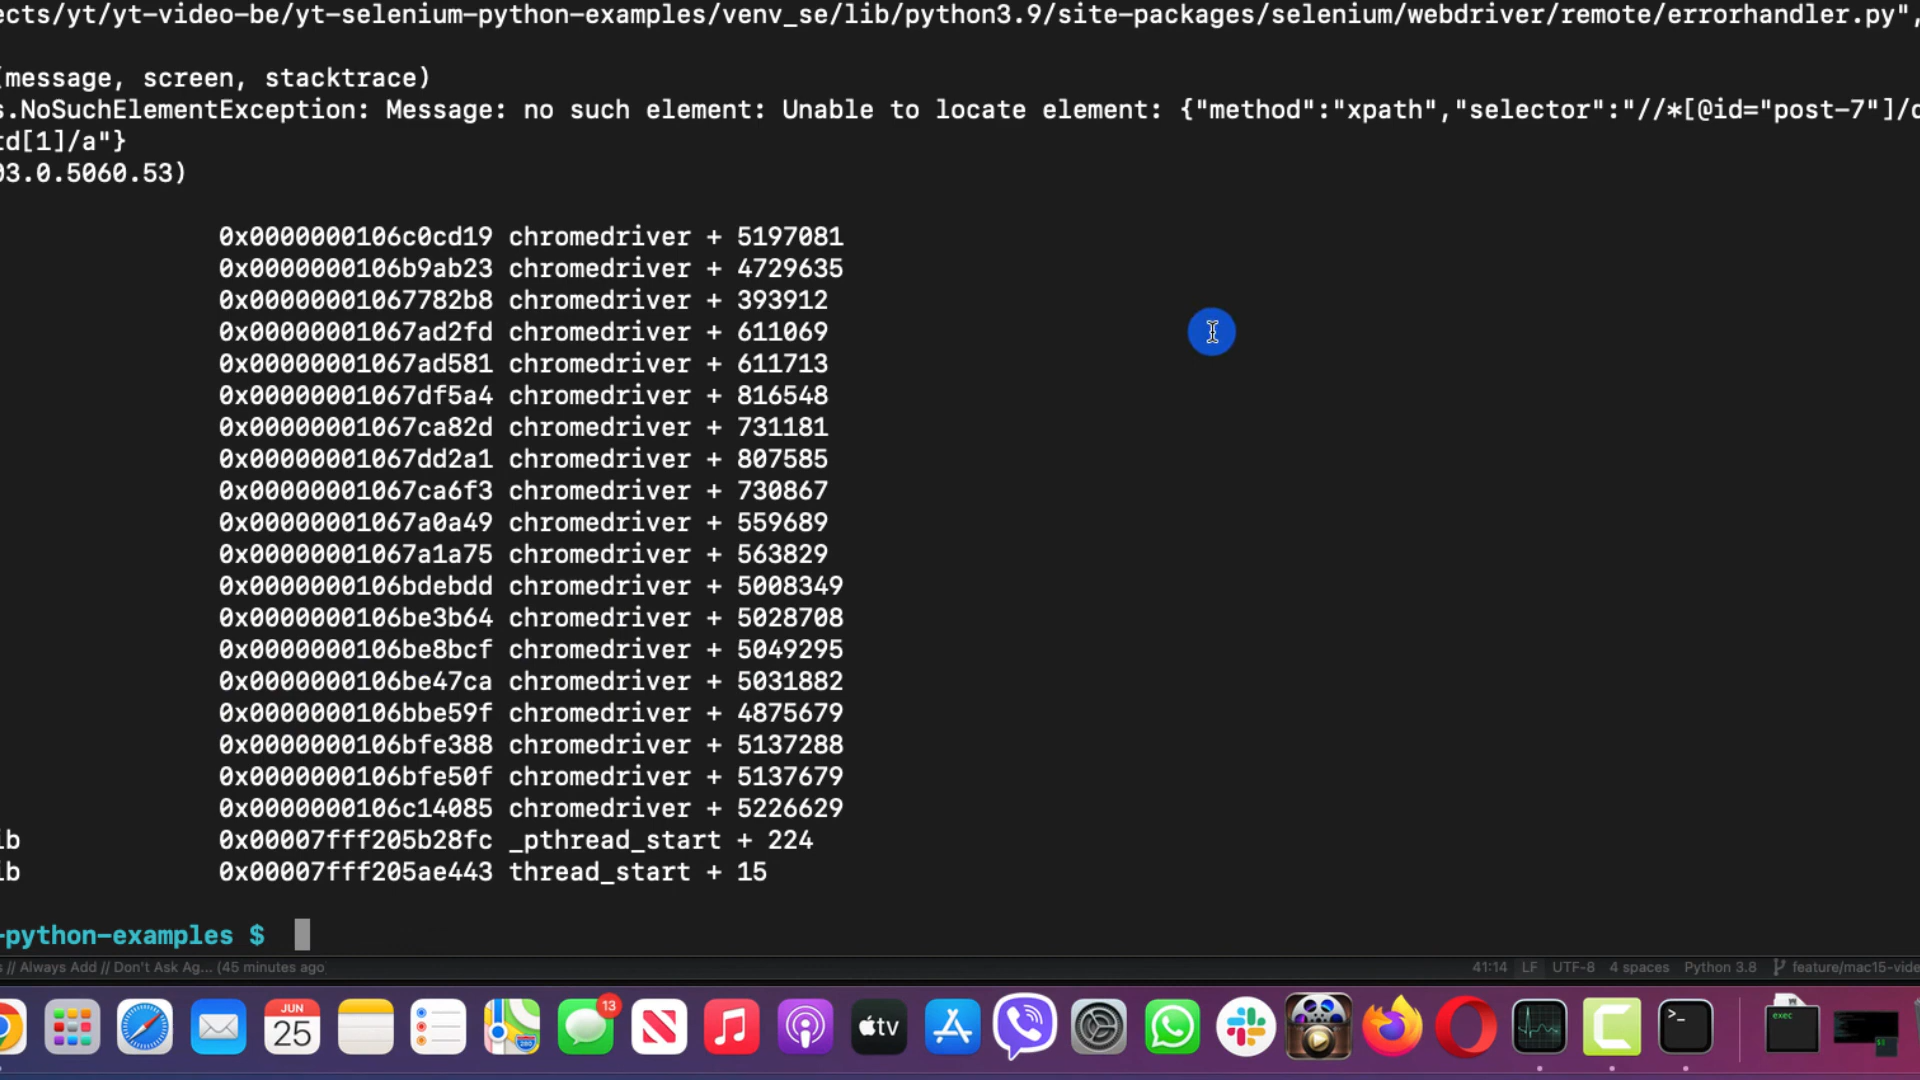 ects/yt/yt-video-be/yt-selenium-python-examples/venv_se/lib/python3.9/site-packages/selenium/webdriver/remote/errorhandler.py",
(message, screen, stacktrace)
s.NoSuchElementException: Message: no such element: Unable to locate element: {"method":"xpath","selector":"//*[@id="post-7"]/d
td[1]/a"}
03.0.5060.53)
0x0000000106c0cd19 chromedriver + 5197081
0x0000000106b9ab23 chromedriver + 4729635
0x00000001067782b8 chromedriver + 393912
0x00000001067ad2fd chromedriver + 611069
0x00000001067ad581 chromedriver + 611713
0x00000001067df5a4 chromedriver + 816548
0x00000001067ca82d chromedriver + 731181
0x00000001067dd2a1 chromedriver + 807585
0x00000001067ca6f3 chromedriver + 730867
0x00000001067a0a49 chromedriver + 559689
0x00000001067a1a75 chromedriver + 563829
0x0000000106bdebdd chromedriver + 5008349
0x0000000106be3b64 chromedriver + 5028708
0x0000000106be8bcf chromedriver + 5049295
0x0000000106be47ca chromedriver + 5031882
0x0000000106bbe59f chromedriver + 4875679
0x0000000106bfe388 chromedriver + 5137288
0x0000000106bfe50f chromedriver + 5137679
0x0000000106c14085 chromedriver + 5226629
ib 0x00007fff205b28fc _pthread_start + 224
ib 0x00007fff205ae443 thread_start + 15
-python-examples $
s // Always Add // Don't Ask Ag... (45 minutes ago) 41:14 LF UTF-8 4 spaces Python 3.8 feature/mac15-vide
JUN
25
280
13
tv
>_
exec